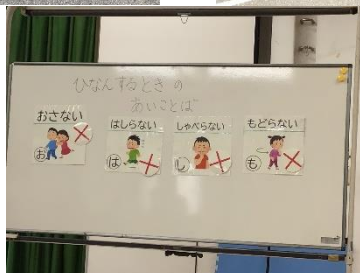 ひなんするときの
あいことば
おさない
お
はしらない
は
しゃべらない
し
もどらない
も